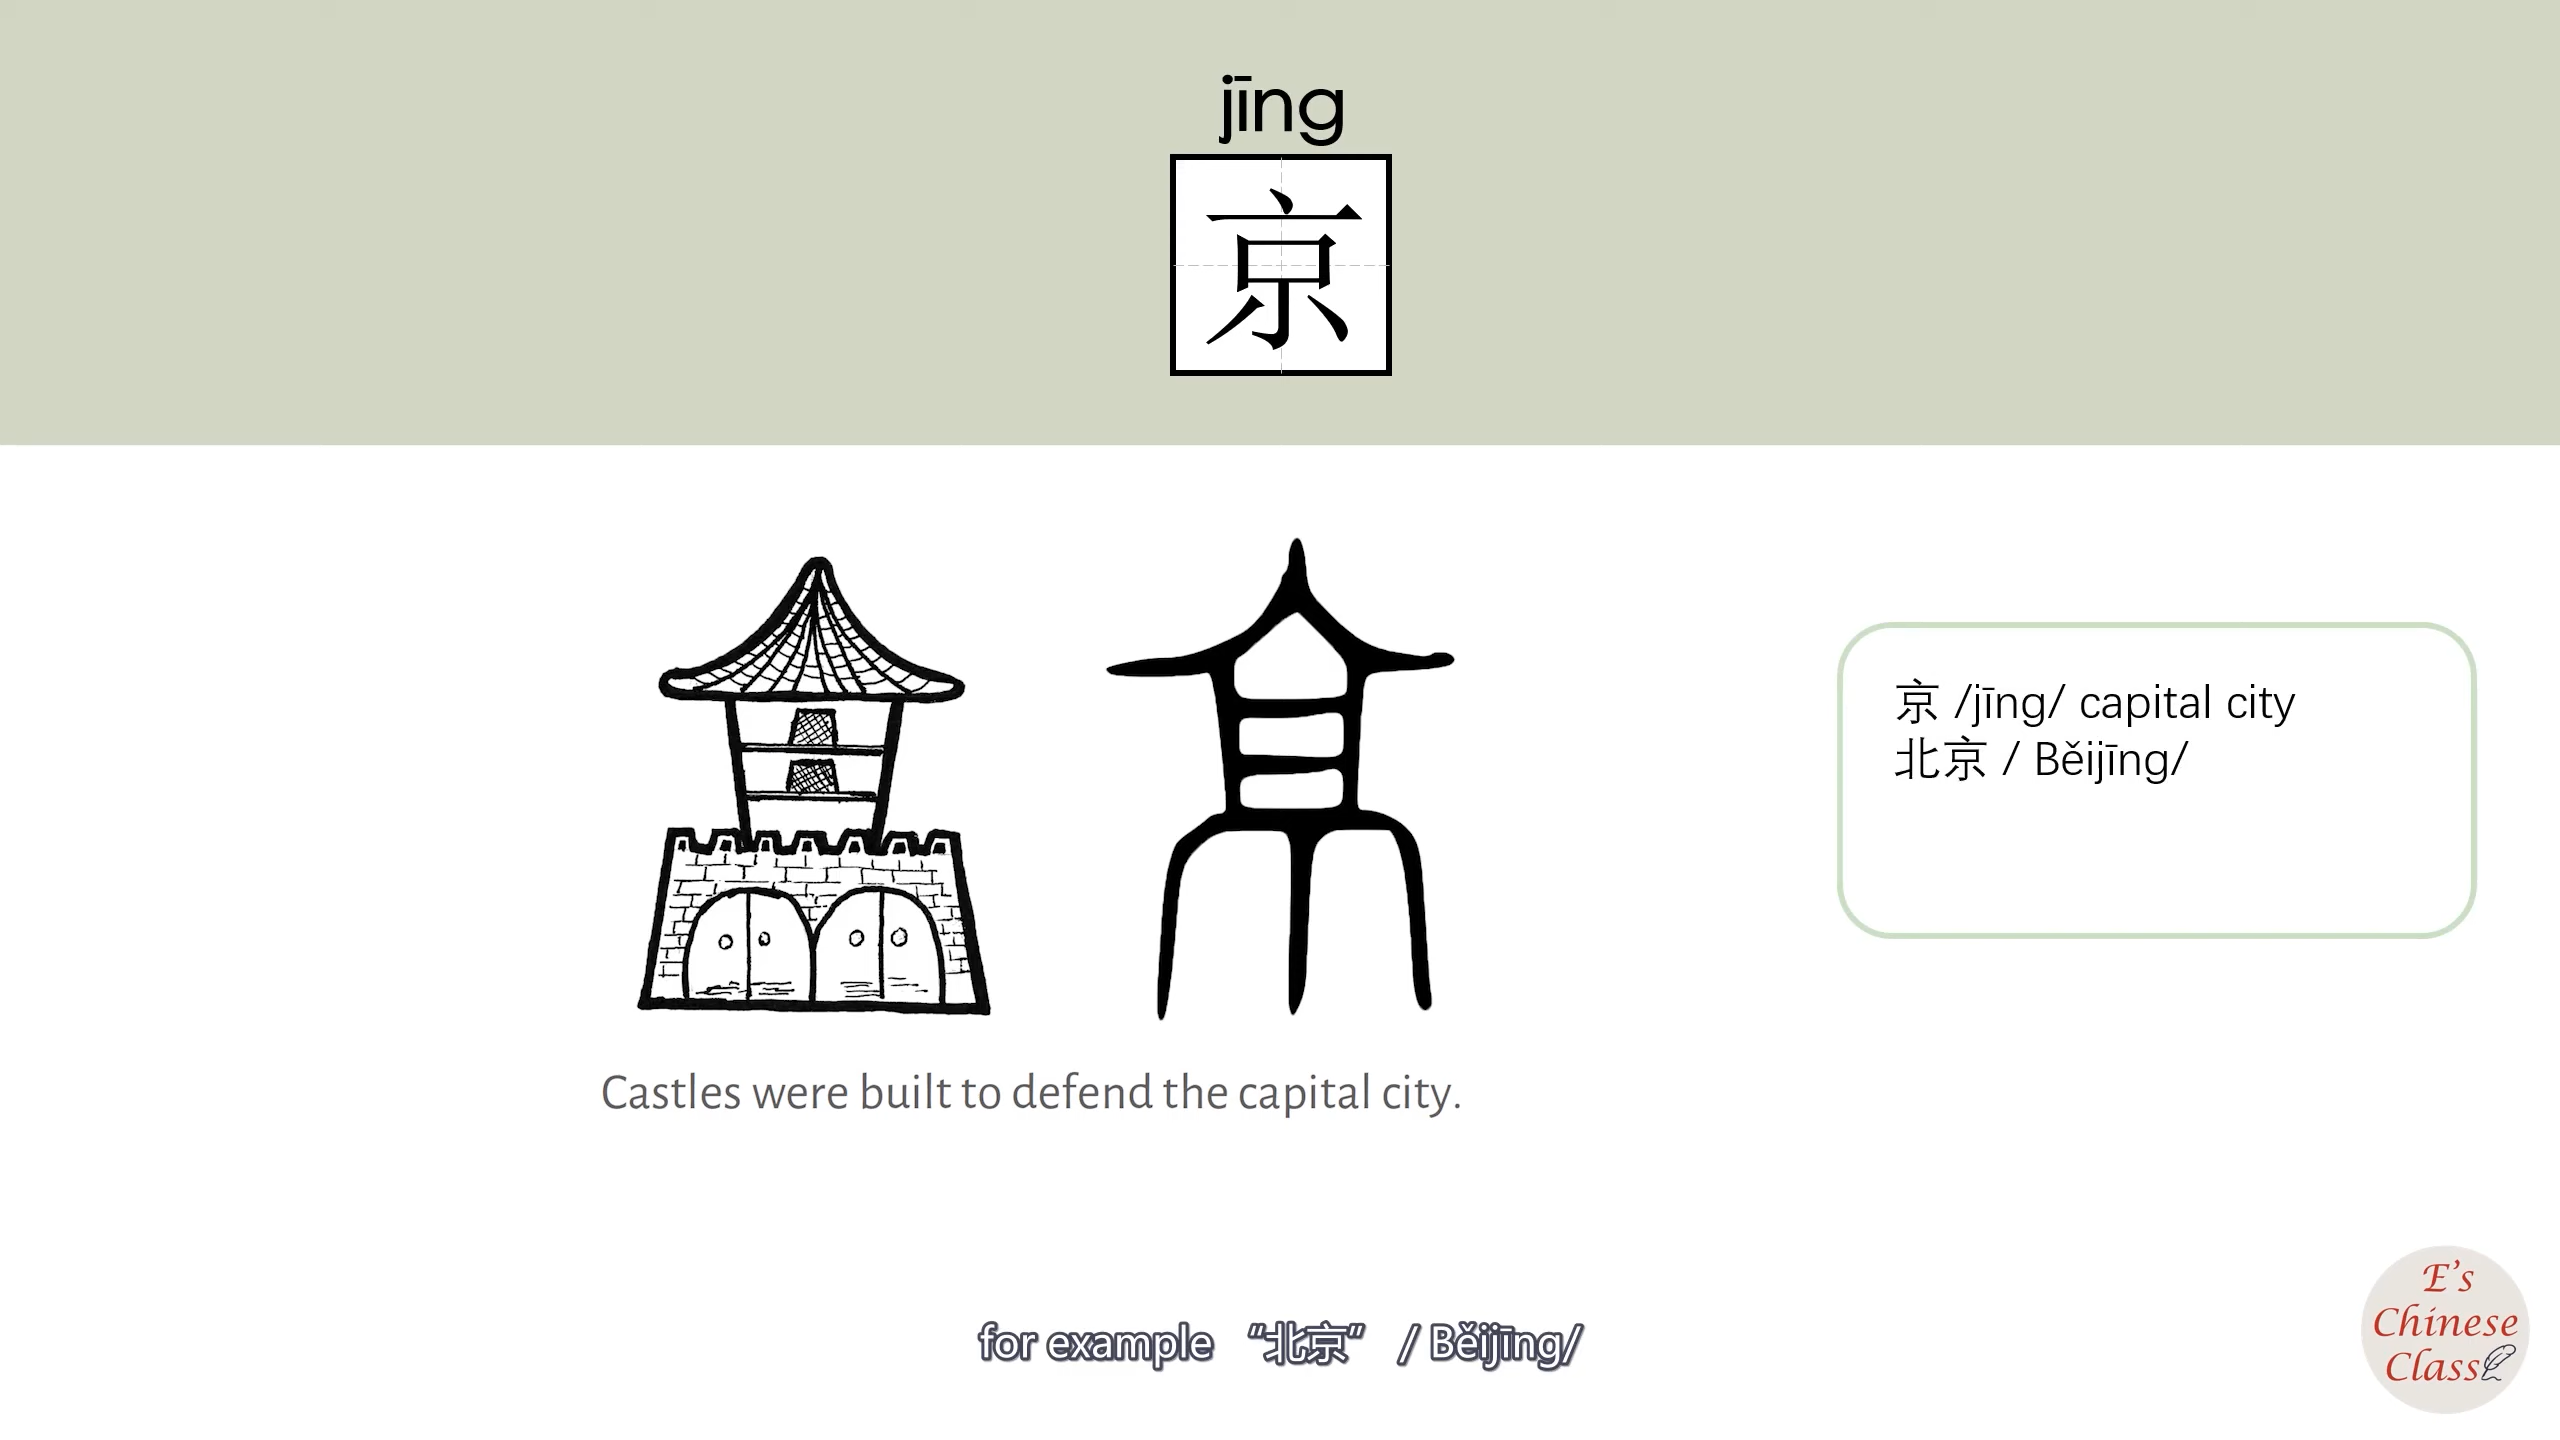 jīng
京
京 /jīng/ capital city
北京 / Běijīng/
Castles were built to defend the capital city.
for example “北京” / Běijīng/
E’s
Chinese
Class